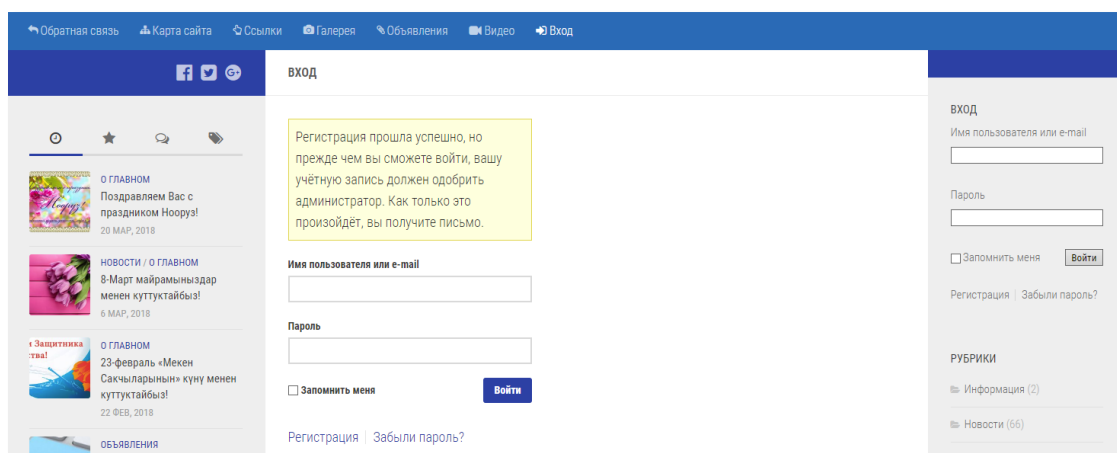 Обратная связь Карта сайта Ссылки Галерея Объявления Видео Вход
ВХОД
О ГЛАВНОМ
Поздравляем Вас с
праздником Нооруз!
20 МАР, 2018
НОВОСТИ / О ГЛАВНОМ
8-Март майрамыныздар
менен куттуктайбыз!
6 МАР, 2018
Защитника
О ГЛАВНОМ
23-февраль «Мекен
Сакчыларынын» күнү менен
куттуктайбыз!
22 ФЕВ, 2018
ОБЪЯВЛЕНИЯ
Регистрация прошла успешно, но
прежде чем вы сможете войти, вашу
учётную запись должен одобрить
администратор. Как только это
произойдёт, вы получите письмо.
Имя пользователя или e-mail
Пароль
Запомнить меня Войти
Регистрация | Забыли пароль?
ВХОД
Имя пользователя или e-mail
Пароль
Запомнить меня Войти
Регистрация | Забыли пароль?
РУБРИКИ
Информация (2)
Новости (66)